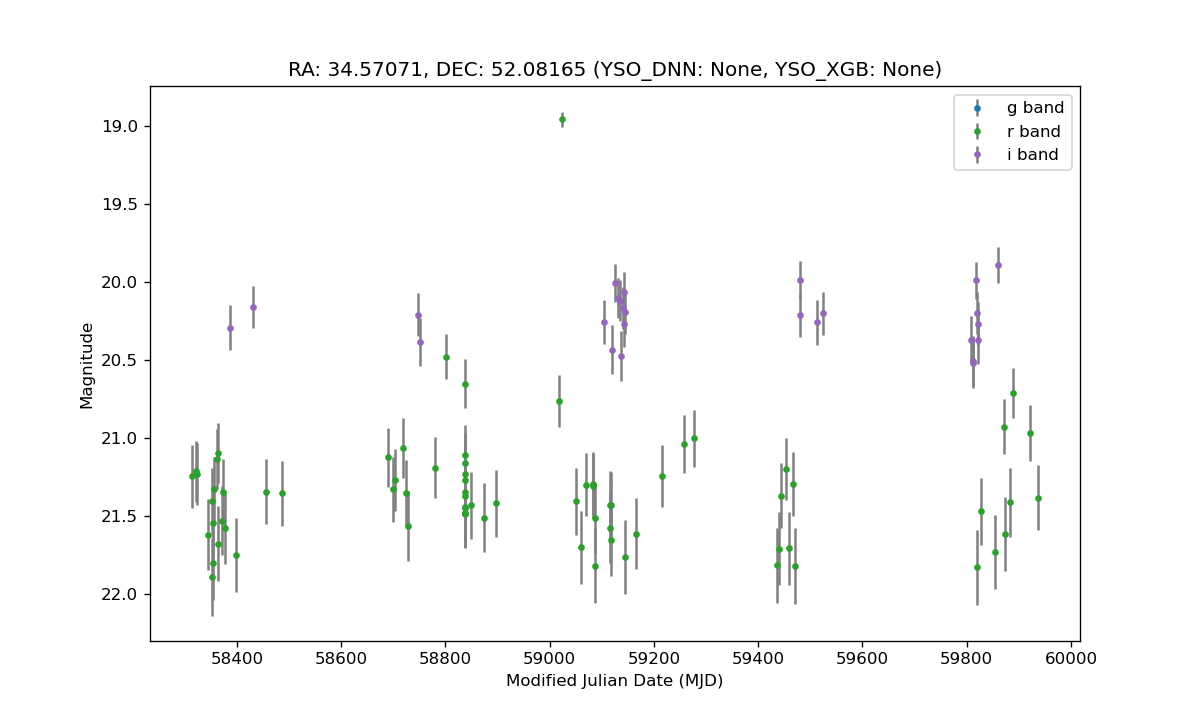 RA: 34.57071, DEC: 52.08165 (YSO_DNN: None, YSO_XGB: None)
g band
r band
i band
19.0
19.5
20.0
20.5
21.0
21.5
22.0
Magnitude
58400 58600 58800 59000 59200 59400 59600 59800 60000
Modified Julian Date (MJD)